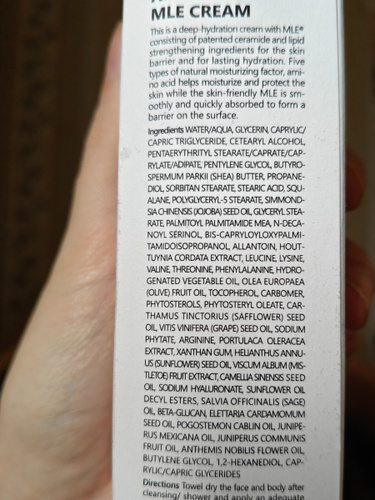 MLE CREAM
This is a deep-hydration cream with MLE®
consisting of patented ceramide and lipid
strengthening ingredients for the skin
barrier and for lasting hydration. Five
types of natural moisturizing factor, ami-
no acid helps moisturize and protect the
skin while the skin-friendly MLE is sm-
oothly and quickly absorbed to form a
barrier on the surface.
Ingredients WATER/AQUA, GLYCERIN, CAPRYLIC/
CAPRIC TRIGLYCERIDE, CETEARYL ALCOHOL,
PENTAERYTHRITYL STEARATE/CAPRATE/CAP-
RYLATE/ADIPATE, PENTYLENE GLYCOL, BUTYRO-
SPERMUM PARKII (SHEA) BUTTER, PROPANE-
DIOL, SORBITAN STEARATE, STEARIC ACID, SQU-
ALANE, POLYGLYCERYL-5 STEARATE, SIMMOND-
SIA CHINENSIS (JOJOBA) SEED OIL, GLYCERYL STEA-
RATE, PALMITOYL PALMITAMIDE MEA, N-DECA-
NOYL SERINOL, BIS-CAPRYLOYLOXYPALMI-
TAMIDOISOPROPANOL, ALLANTOIN, HOUT-
TUYNIA CORDATA EXTRACT, LEUCINE, LYSINE,
VALINE, THREONINE, PHENYLALANINE, HYDRO-
GENATED VEGETABLE OIL, OLEA EUROPAEA
(OLIVE) FRUIT OIL, TOCOPHEROL, CARBOMER,
PHYTOSTEROLS, PHYTOSTERYL OLEATE, CAR-
THAMUS TINCTORIUS (SAFFLOWER) SEED
OIL, VITIS VINIFERA (GRAPE) SEED OIL, SODIUM
PHYTATE, ARGININE, PORTULACA OLERACEA
EXTRACT, XANTHAN GUM, HELIANTHUS ANNU-
US (SUNFLOWER) SEED OIL, VISCUM ALBUM (MIS-
TLETOE) FRUIT EXTRACT, CAMELLIA SINENSIS SEED
OIL, SODIUM HYALURONATE, SUNFLOWER OIL
DECYL ESTERS, SALVIA OFFICINALIS (SAGE)
OIL, BETA-GLUCAN, ELETTARIA CARDAMOMUM
SEED OIL, POGOSTEMON CABLIN OIL, JUNIPE-
RUS MEXICANA OIL, JUNIPERUS COMMUNIS
FRUIT OIL, ANTHEMIS NOBILIS FLOWER OIL,
BUTYLENE GLYCOL, 1,2-HEXANEDIOL, CAP-
RYLIC/CAPRIC GLYCERIDES
Directions Towel dry the face and body after
cleansing/ shower and apply an adequate